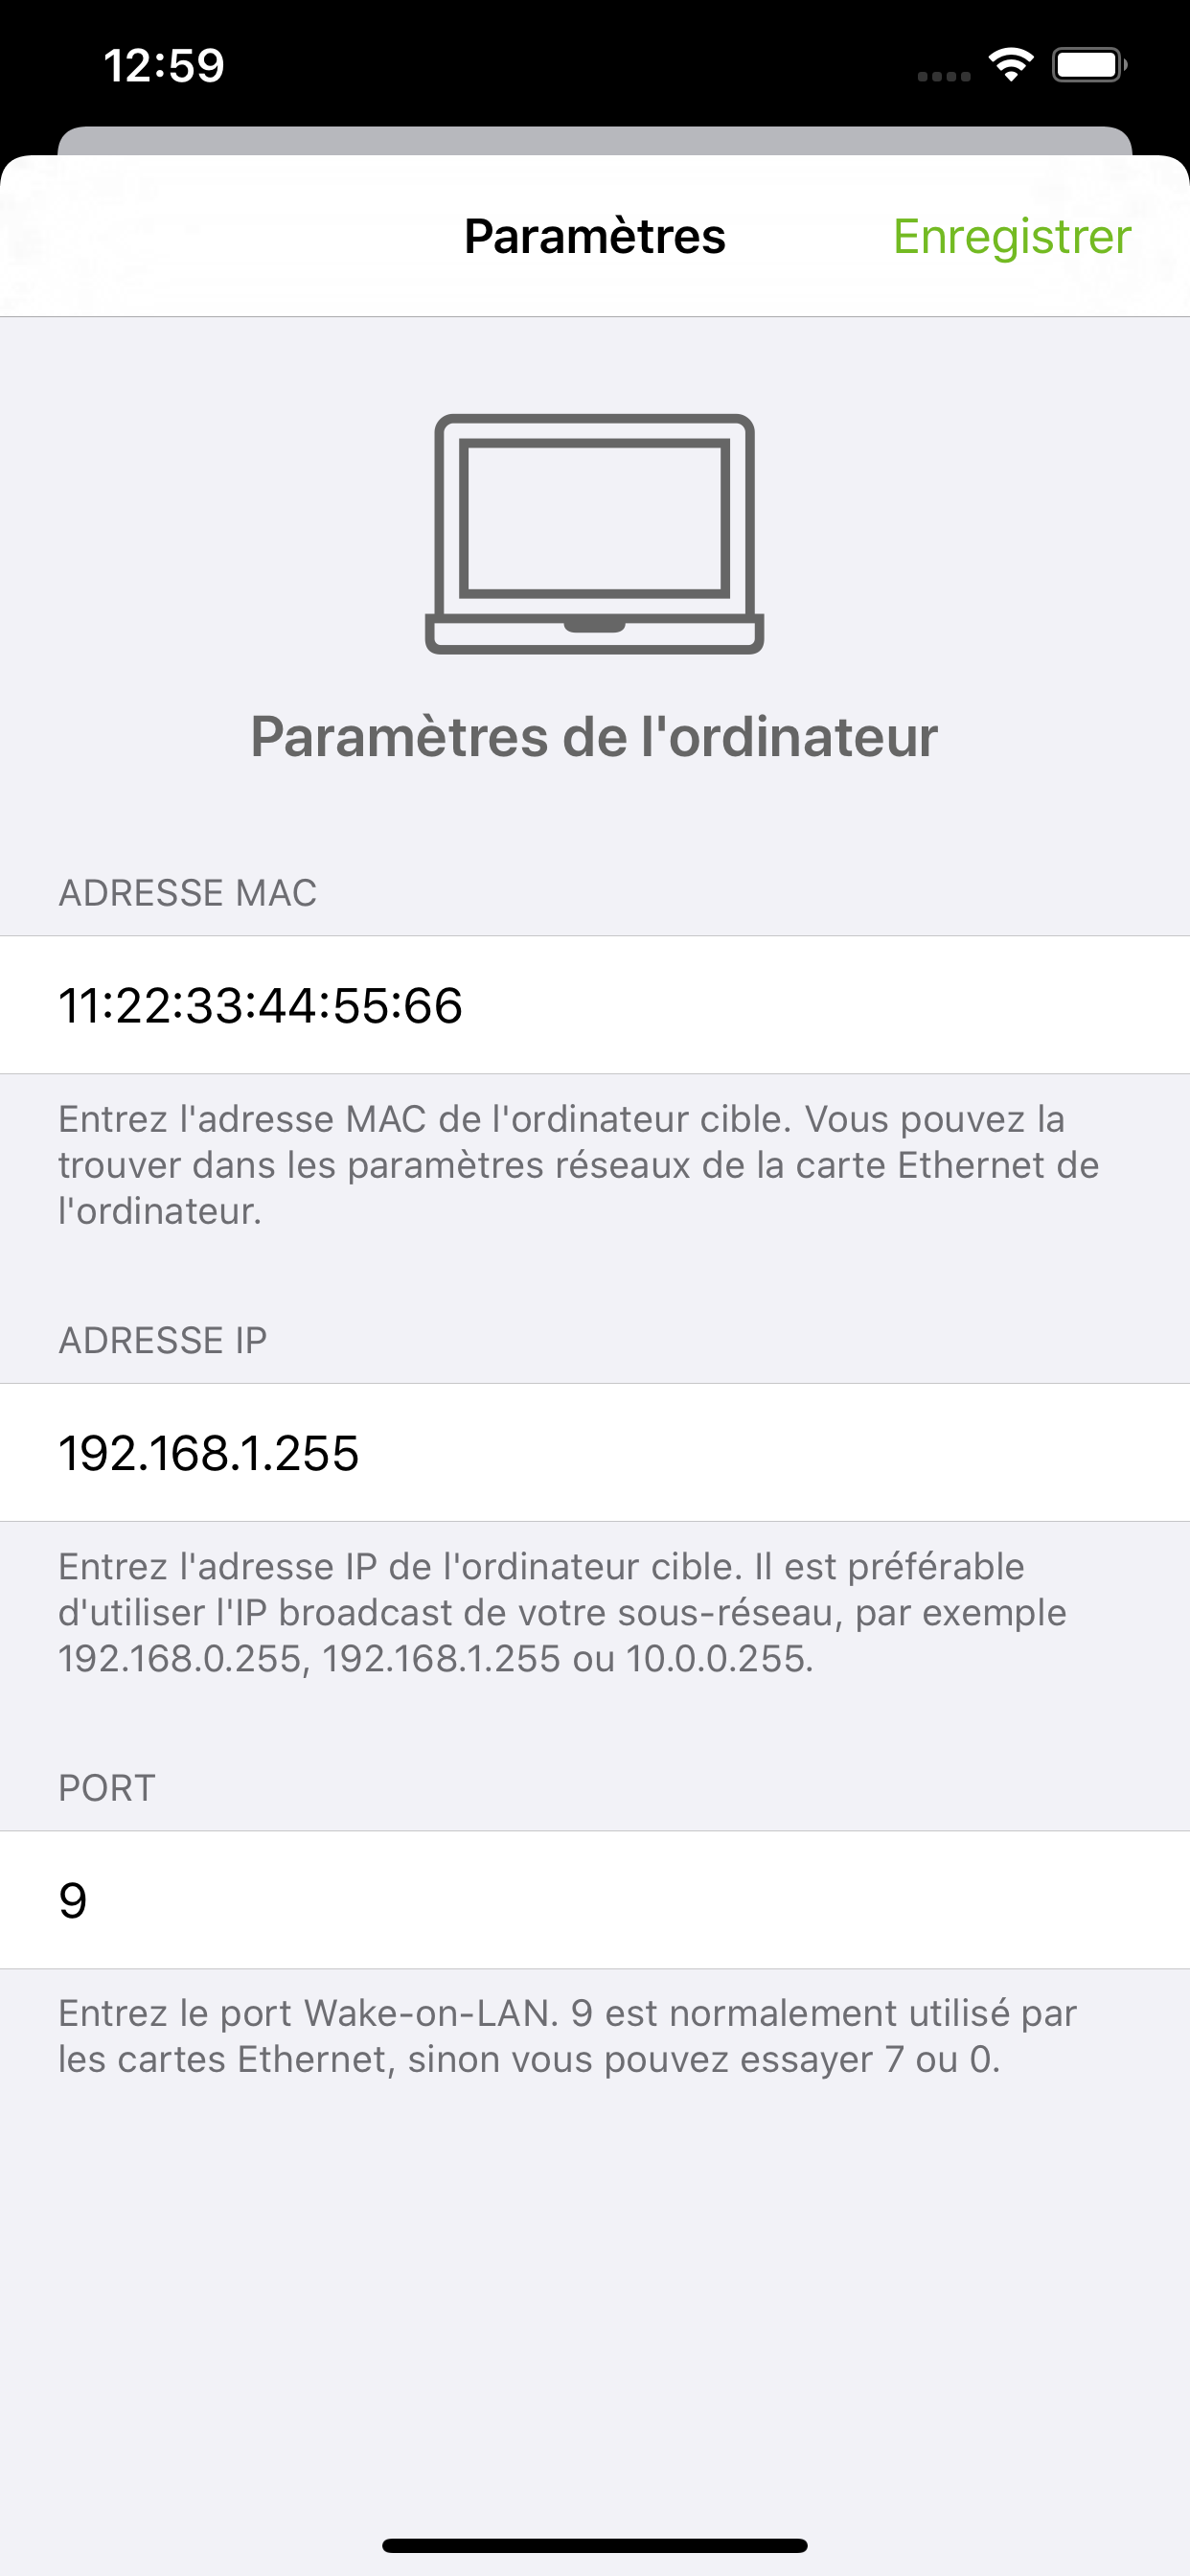 12:59
Paramètres
Enregistrer
Paramètres de l'ordinateur
ADRESSE MAC
11:22:33:44:55:66
Entrez l'adresse MAC de l'ordinateur cible. Vous pouvez la
trouver dans les paramètres réseaux de la carte Ethernet de
l'ordinateur.
ADRESSE IP
192.168.1.255
Entrez l'adresse IP de l'ordinateur cible. Il est préférable
d'utiliser l'IP broadcast de votre sous-réseau, par exemple
192.168.0.255, 192.168.1.255 ou 10.0.0.255.
PORT
9
Entrez le port Wake-on-LAN. 9 est normalement utilisé par
les cartes Ethernet, sinon vous pouvez essayer 7 ou 0.